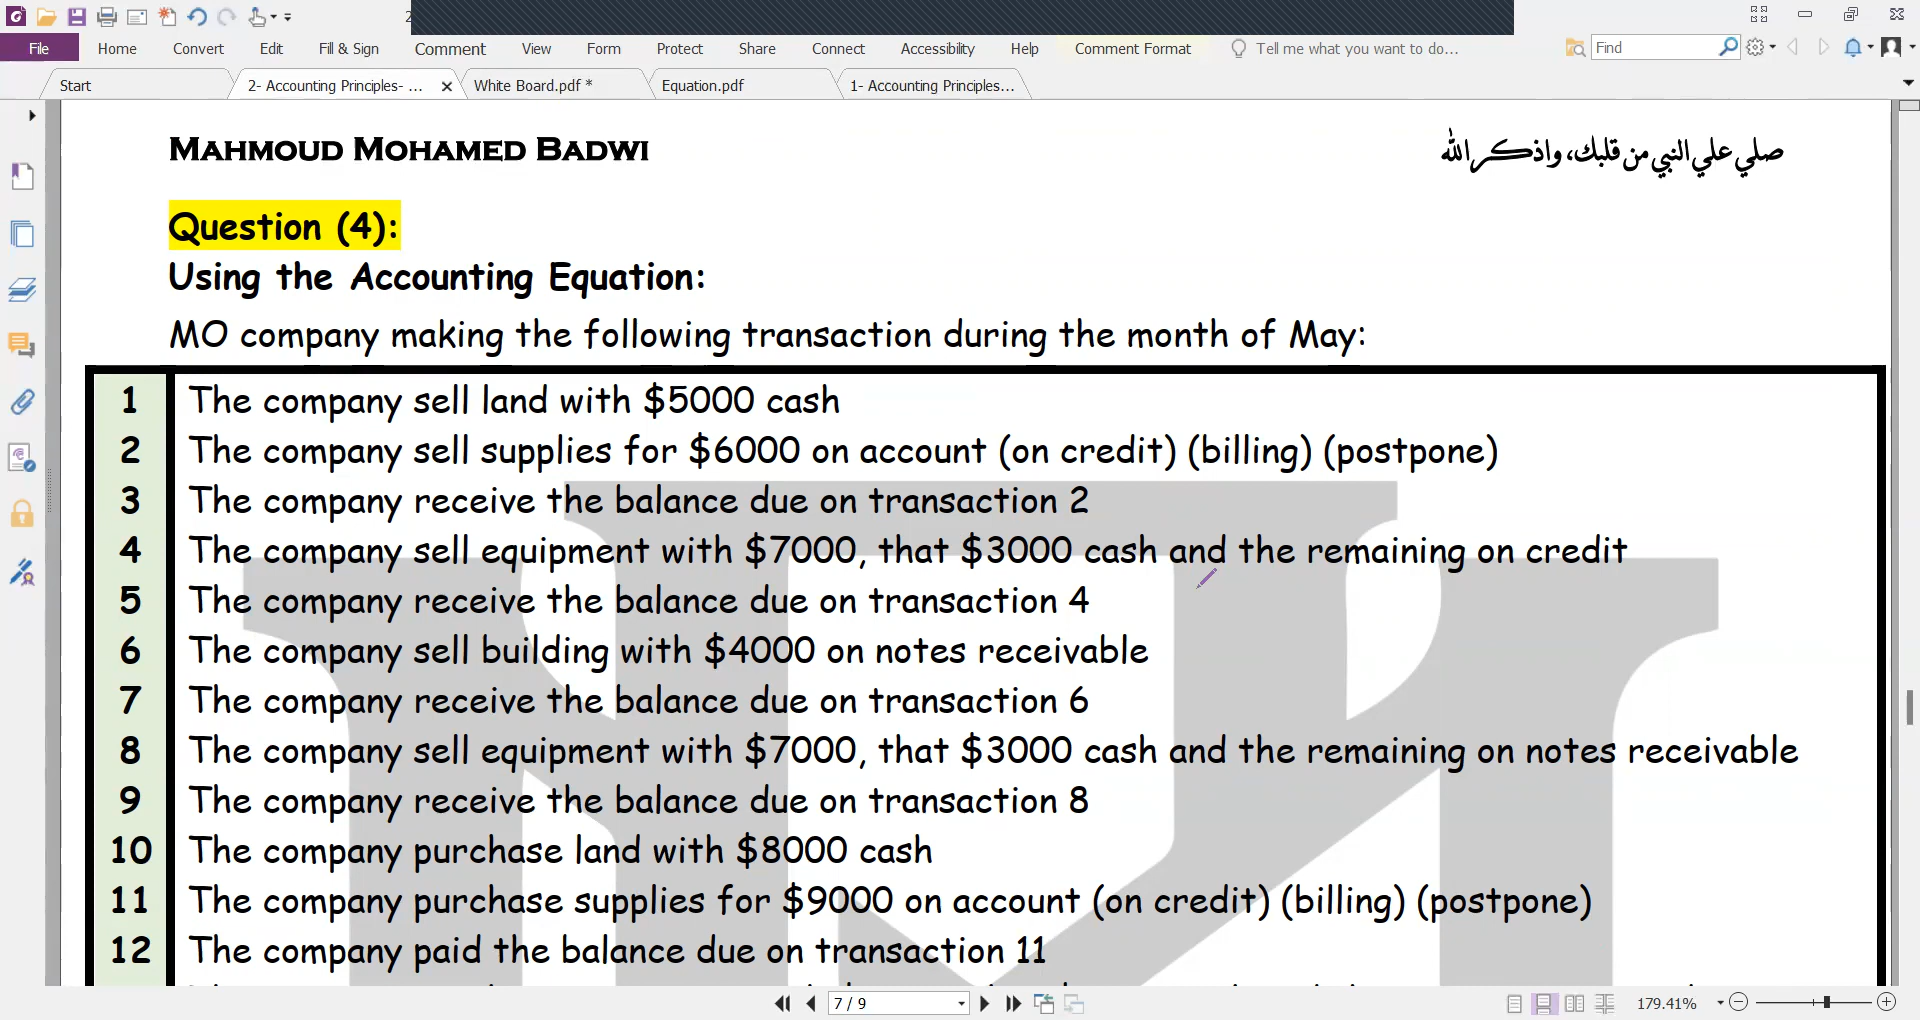 File Home Convert Edit Fill & Sign Comment View Form Protect Share Connect Accessibility Help Comment Format Tell me what you want to do... Find
Start 2- Accounting Principles- ... White Board.pdf * Equation.pdf 1- Accounting Principles...
MAHMOUD MOHAMED BADWI
صلي علي النبي من قلبك، واذكر الله
Question (4):
Using the Accounting Equation:
MO company making the following transaction during the month of May:
1 The company sell land with $5000 cash
2 The company sell supplies for $6000 on account (on credit) (billing) (postpone)
3 The company receive the balance due on transaction 2
4 The company sell equipment with $7000, that $3000 cash and the remaining on credit
5 The company receive the balance due on transaction 4
6 The company sell building with $4000 on notes receivable
7 The company receive the balance due on transaction 6
8 The company sell equipment with $7000, that $3000 cash and the remaining on notes receivable
9 The company receive the balance due on transaction 8
10 The company purchase land with $8000 cash
11 The company purchase supplies for $9000 on account (on credit) (billing) (postpone)
12 The company paid the balance due on transaction 11
7 / 9 179.41%